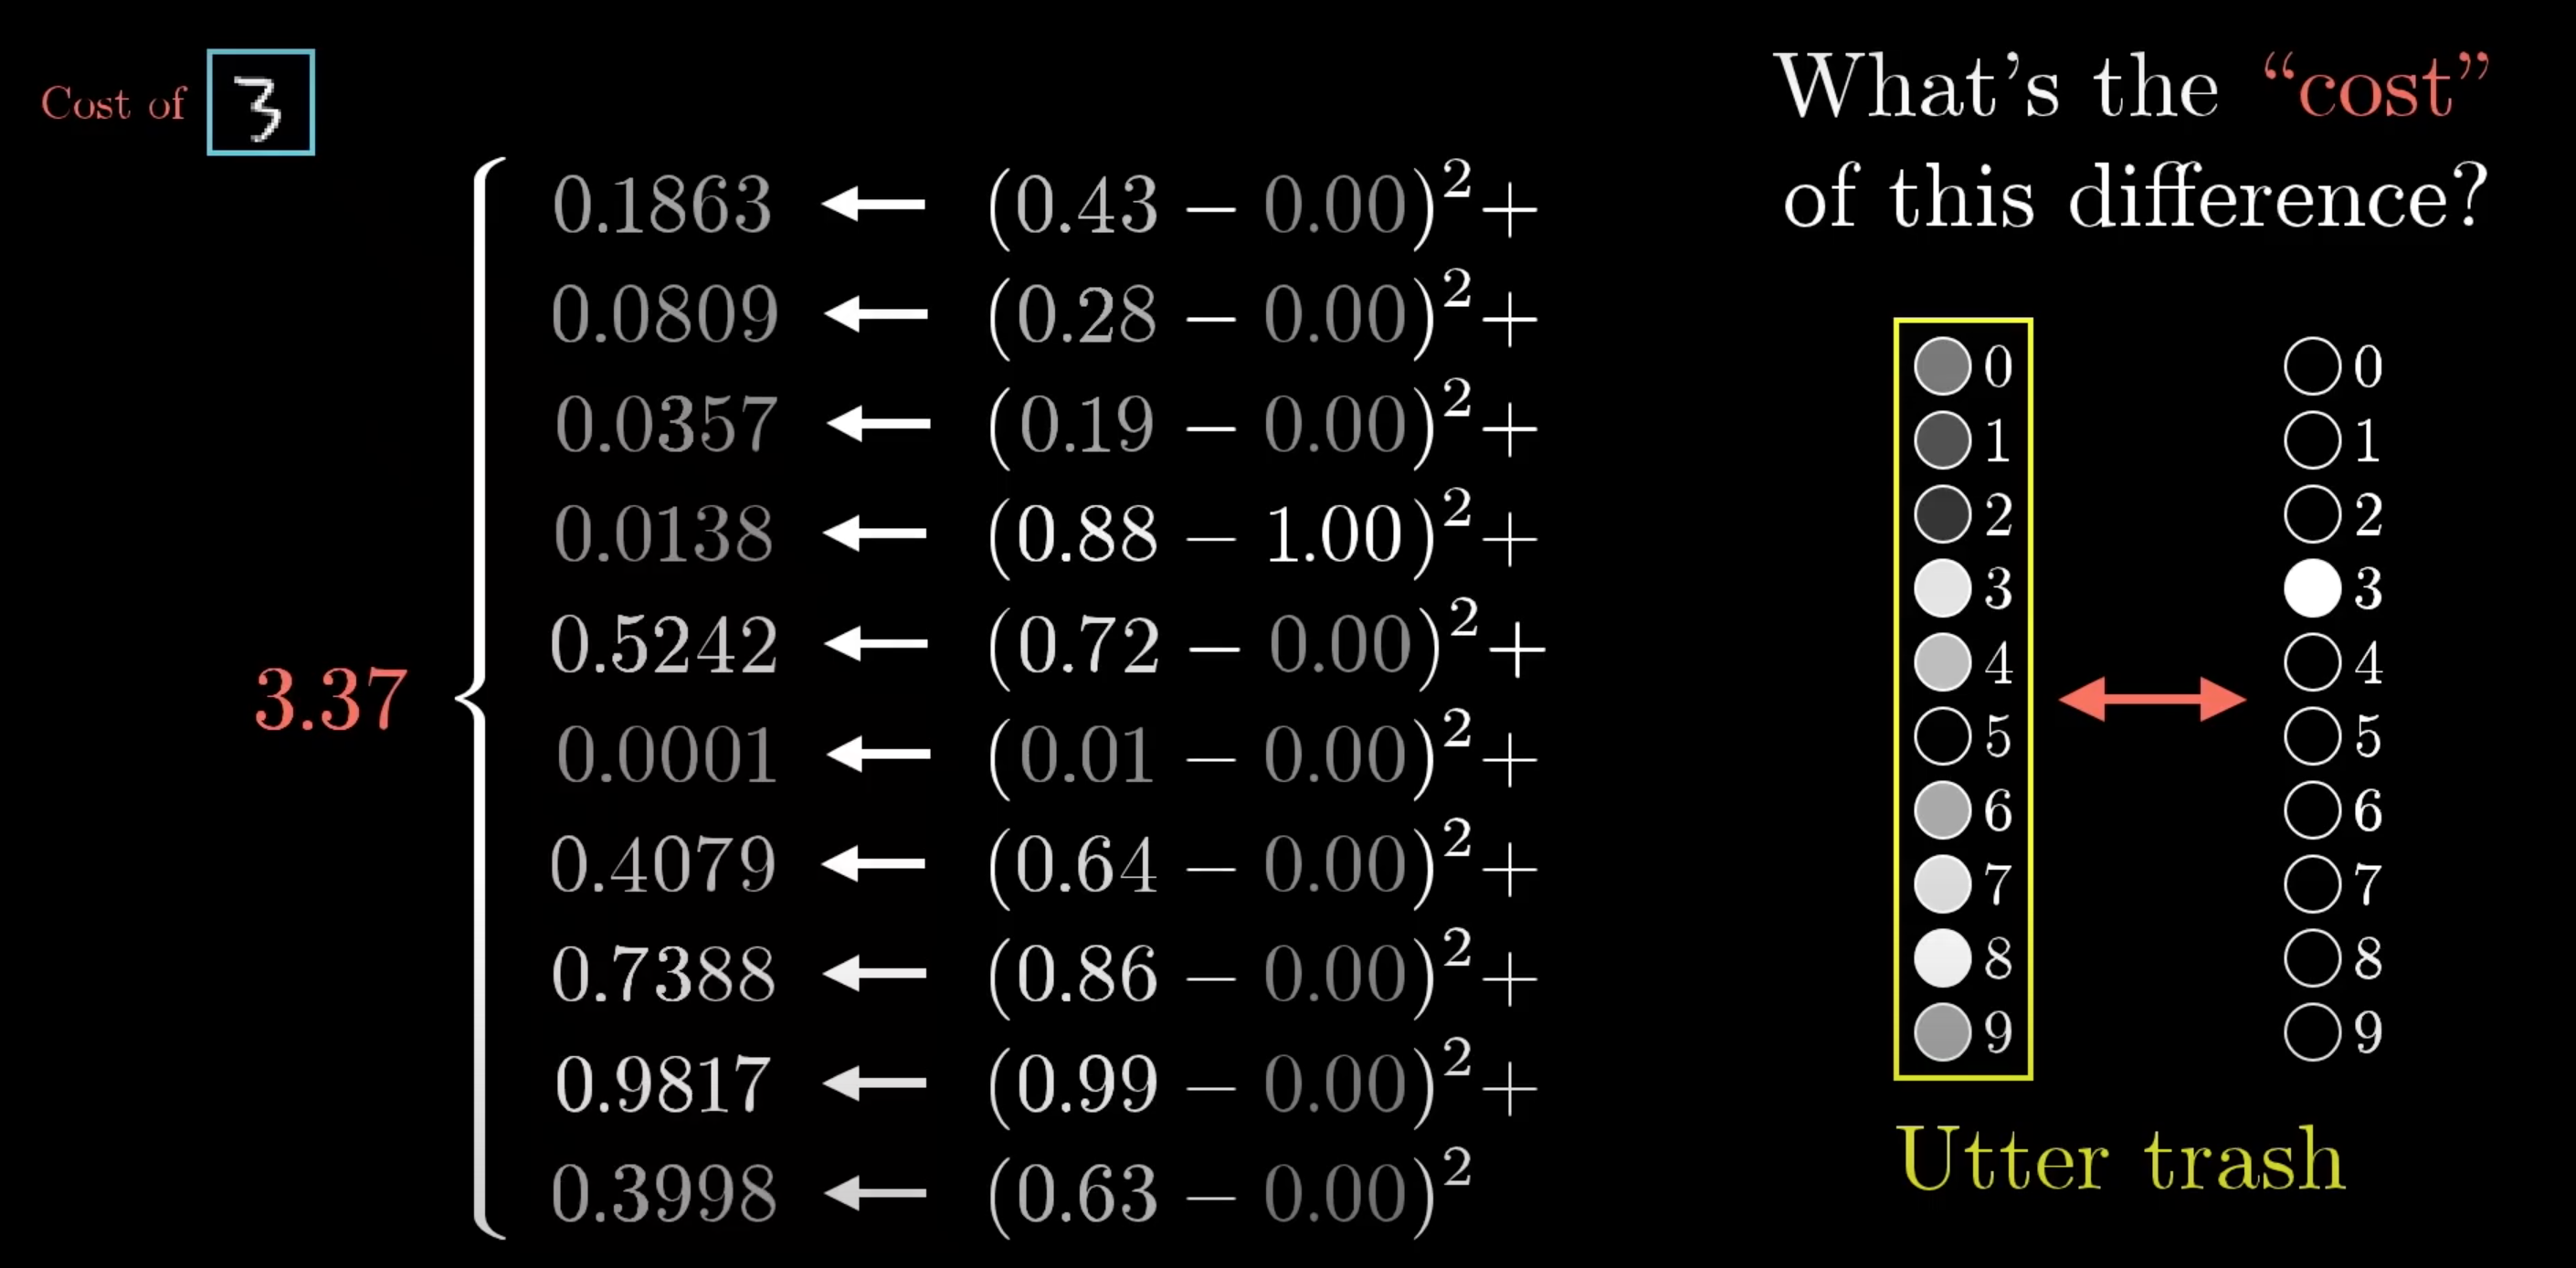 Cost of 3
What's the “cost”
of this difference?
0.1863 ← (0.43 − 0.00)²+
0.0809 ← (0.28 − 0.00)²+
0.0357 ← (0.19 − 0.00)²+
0.0138 ← (0.88 − 1.00)²+
3.37 { 0.5242 ← (0.72 − 0.00)²+
0.0001 ← (0.01 − 0.00)²+
0.4079 ← (0.64 − 0.00)²+
0.7388 ← (0.86 − 0.00)²+
0.9817 ← (0.99 − 0.00)²+
0.3998 ← (0.63 − 0.00)²
0 0
1 1
2 2
3 3
4 4
5 5
6 6
7 7
8 8
9 9
Utter trash